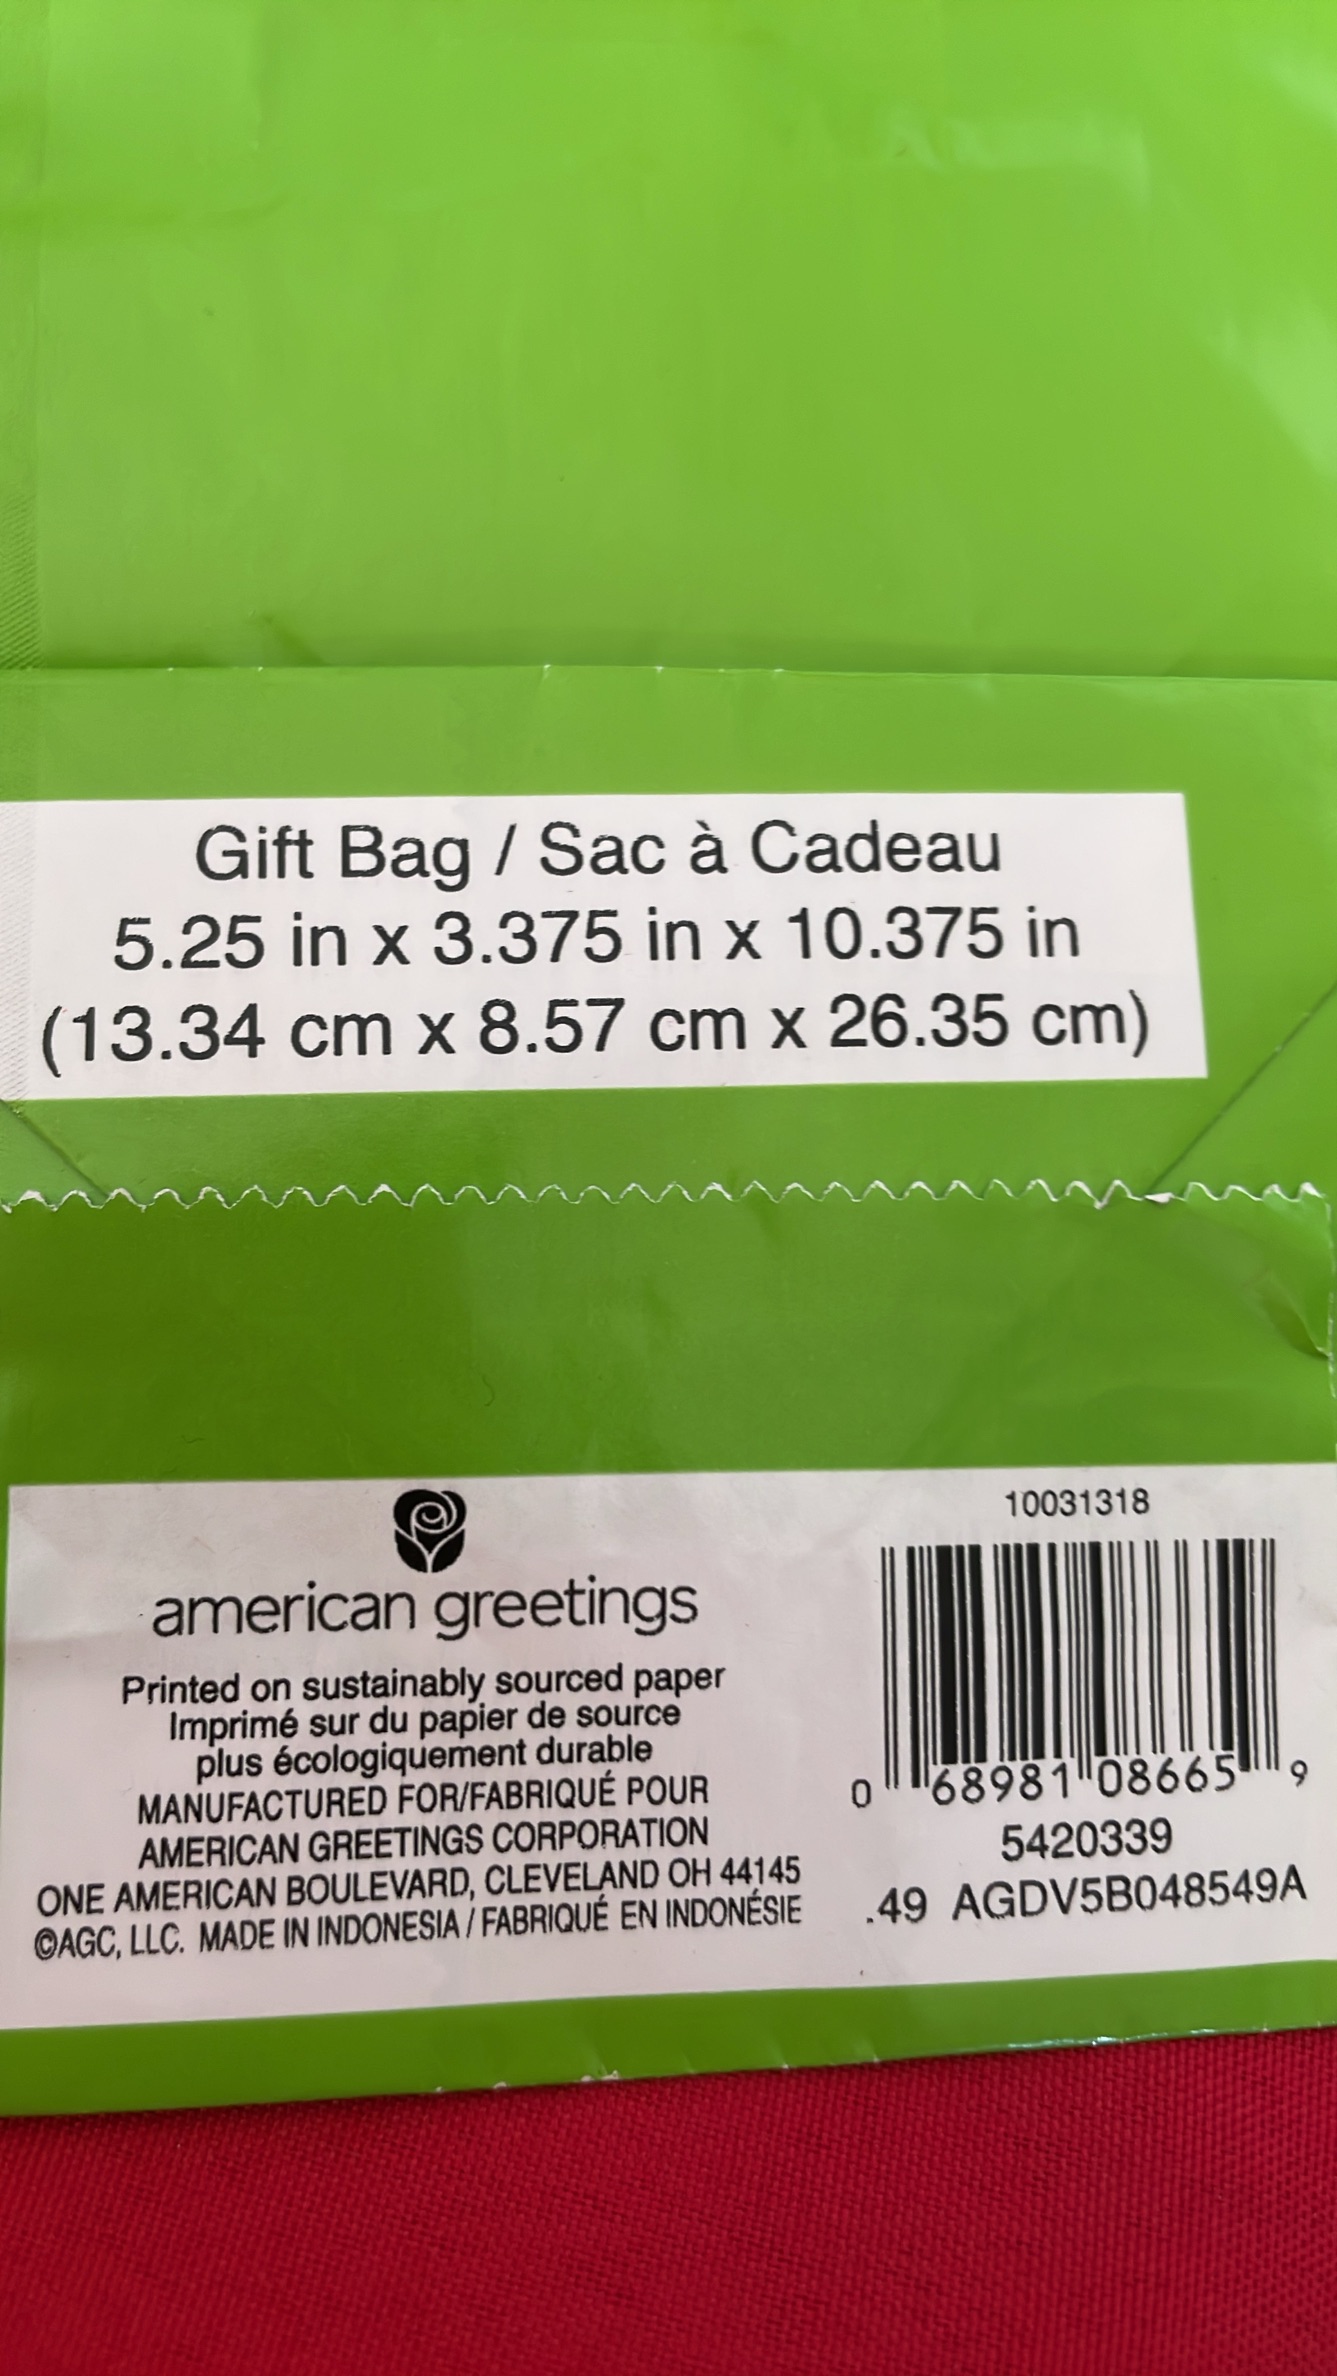 Gift Bag / Sac à Cadeau
5.25 in x 3.375 in x 10.375 in
(13.34 cm x 8.57 cm x 26.35 cm)
american greetings
Printed on sustainably sourced paper
Imprimé sur du papier de source
plus écologiquement durable
MANUFACTURED FOR/FABRIQUÉ POUR
AMERICAN GREETINGS CORPORATION
ONE AMERICAN BOULEVARD, CLEVELAND OH 44145
©AGC, LLC. MADE IN INDONESIA / FABRIQUÉ EN INDONÉSIE
10031318
0 68981 08665 9
5420339
.49 AGDV5B048549A